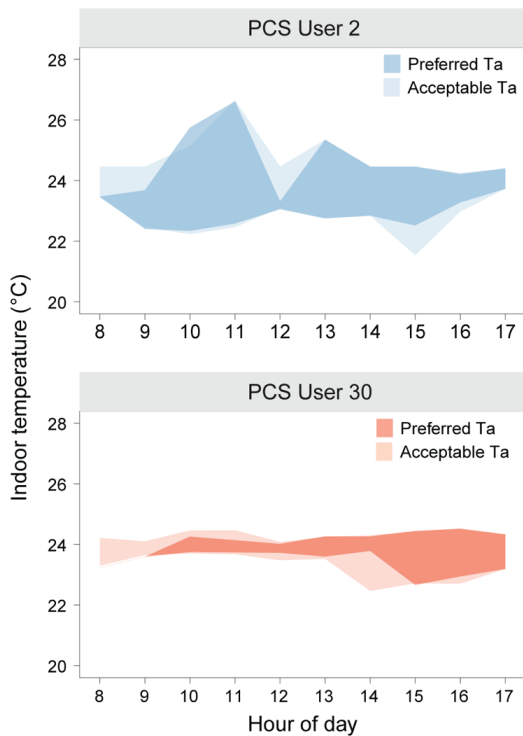 PCS User 2
28
26
24
22
20
Preferred Ta
Acceptable Ta
8 9 10 11 12 13 14 15 16 17
Indoor temperature (°C)
PCS User 30
28
26
24
22
20
Preferred Ta
Acceptable Ta
8 9 10 11 12 13 14 15 16 17
Hour of day